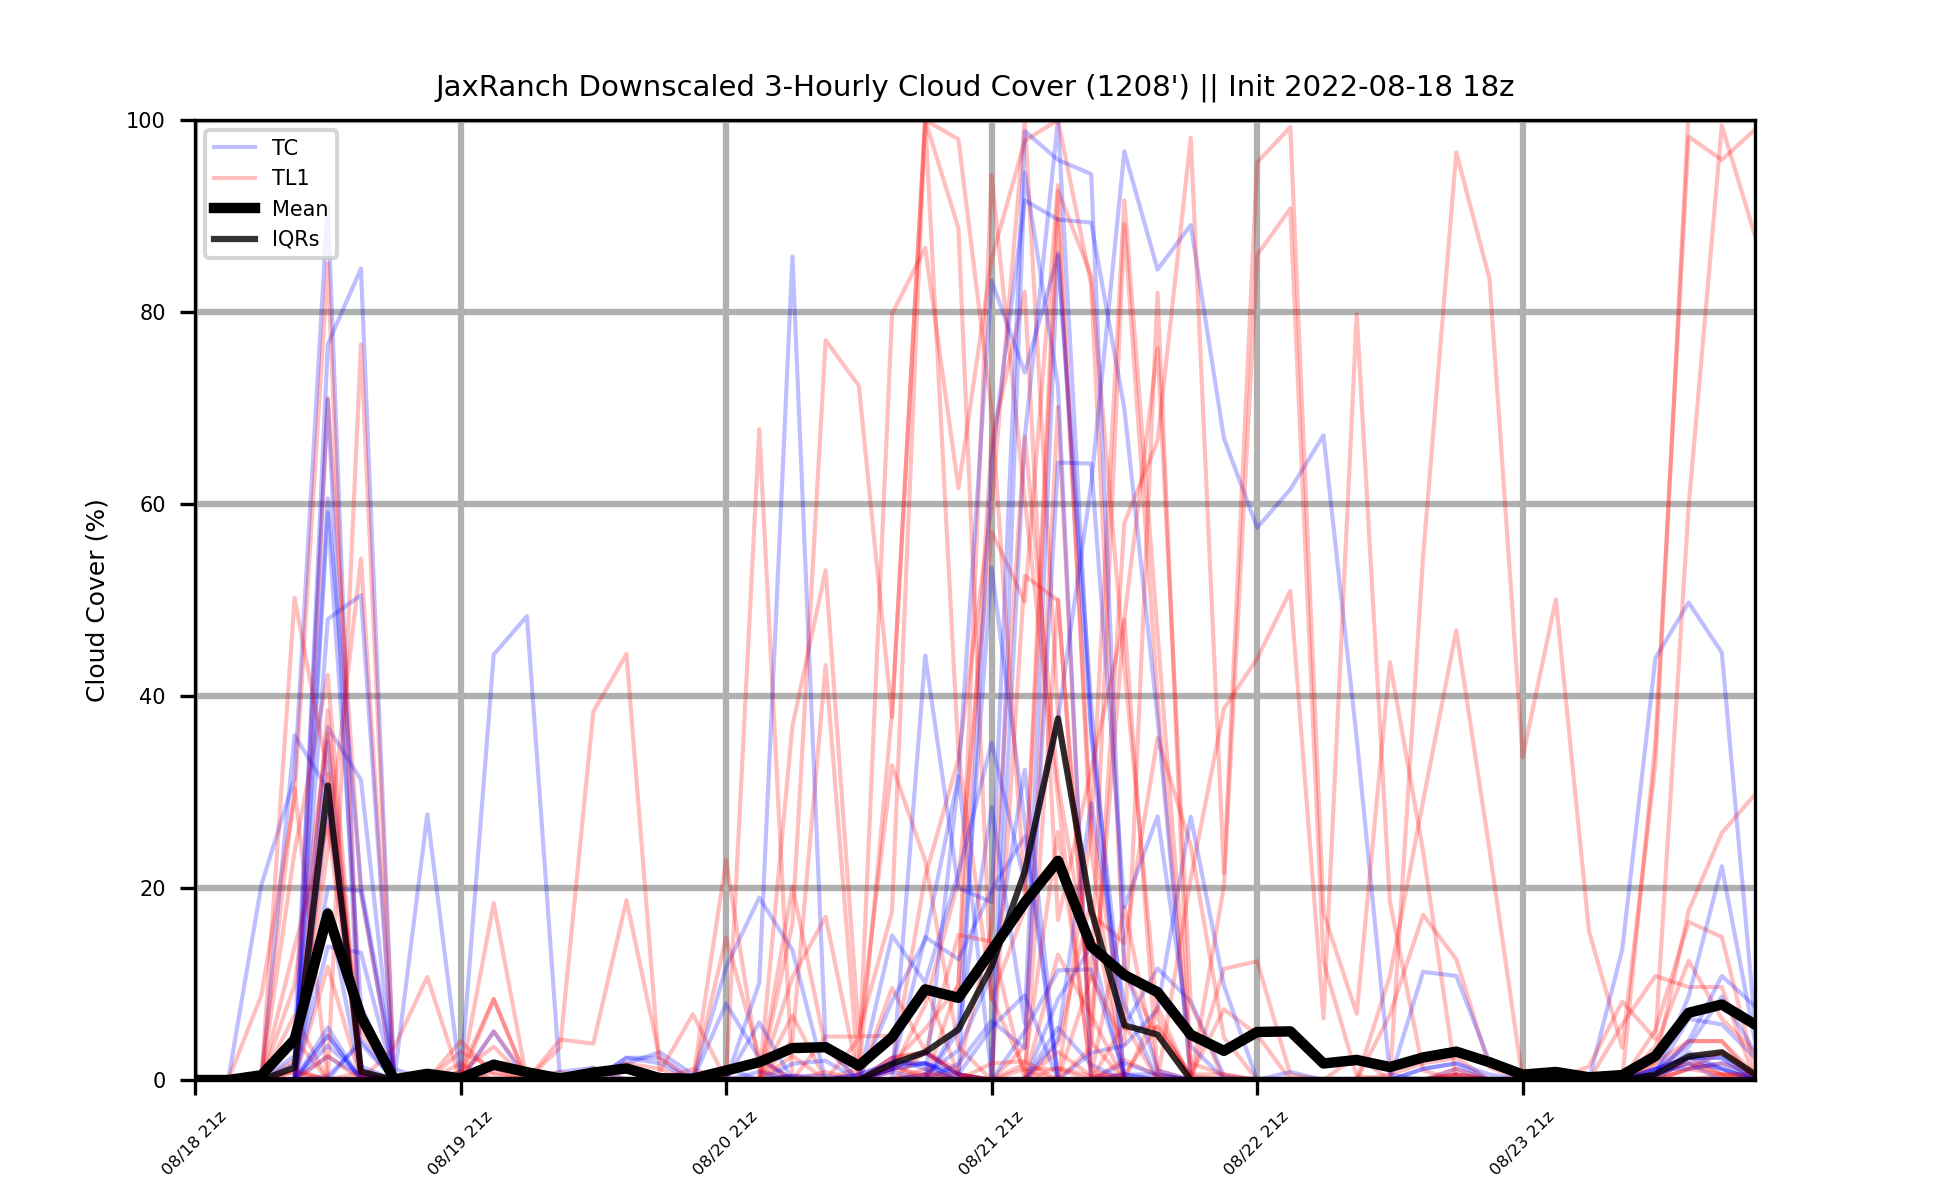 JaxRanch Downscaled 3-Hourly Cloud Cover (1208') || Init 2022-08-18 18z
100
80
60
40
20
0
Cloud Cover (%)
TC
TL1
Mean
IQRs
08/18 21z
08/19 21z
08/20 21z
08/21 21z
08/22 21z
08/23 21z